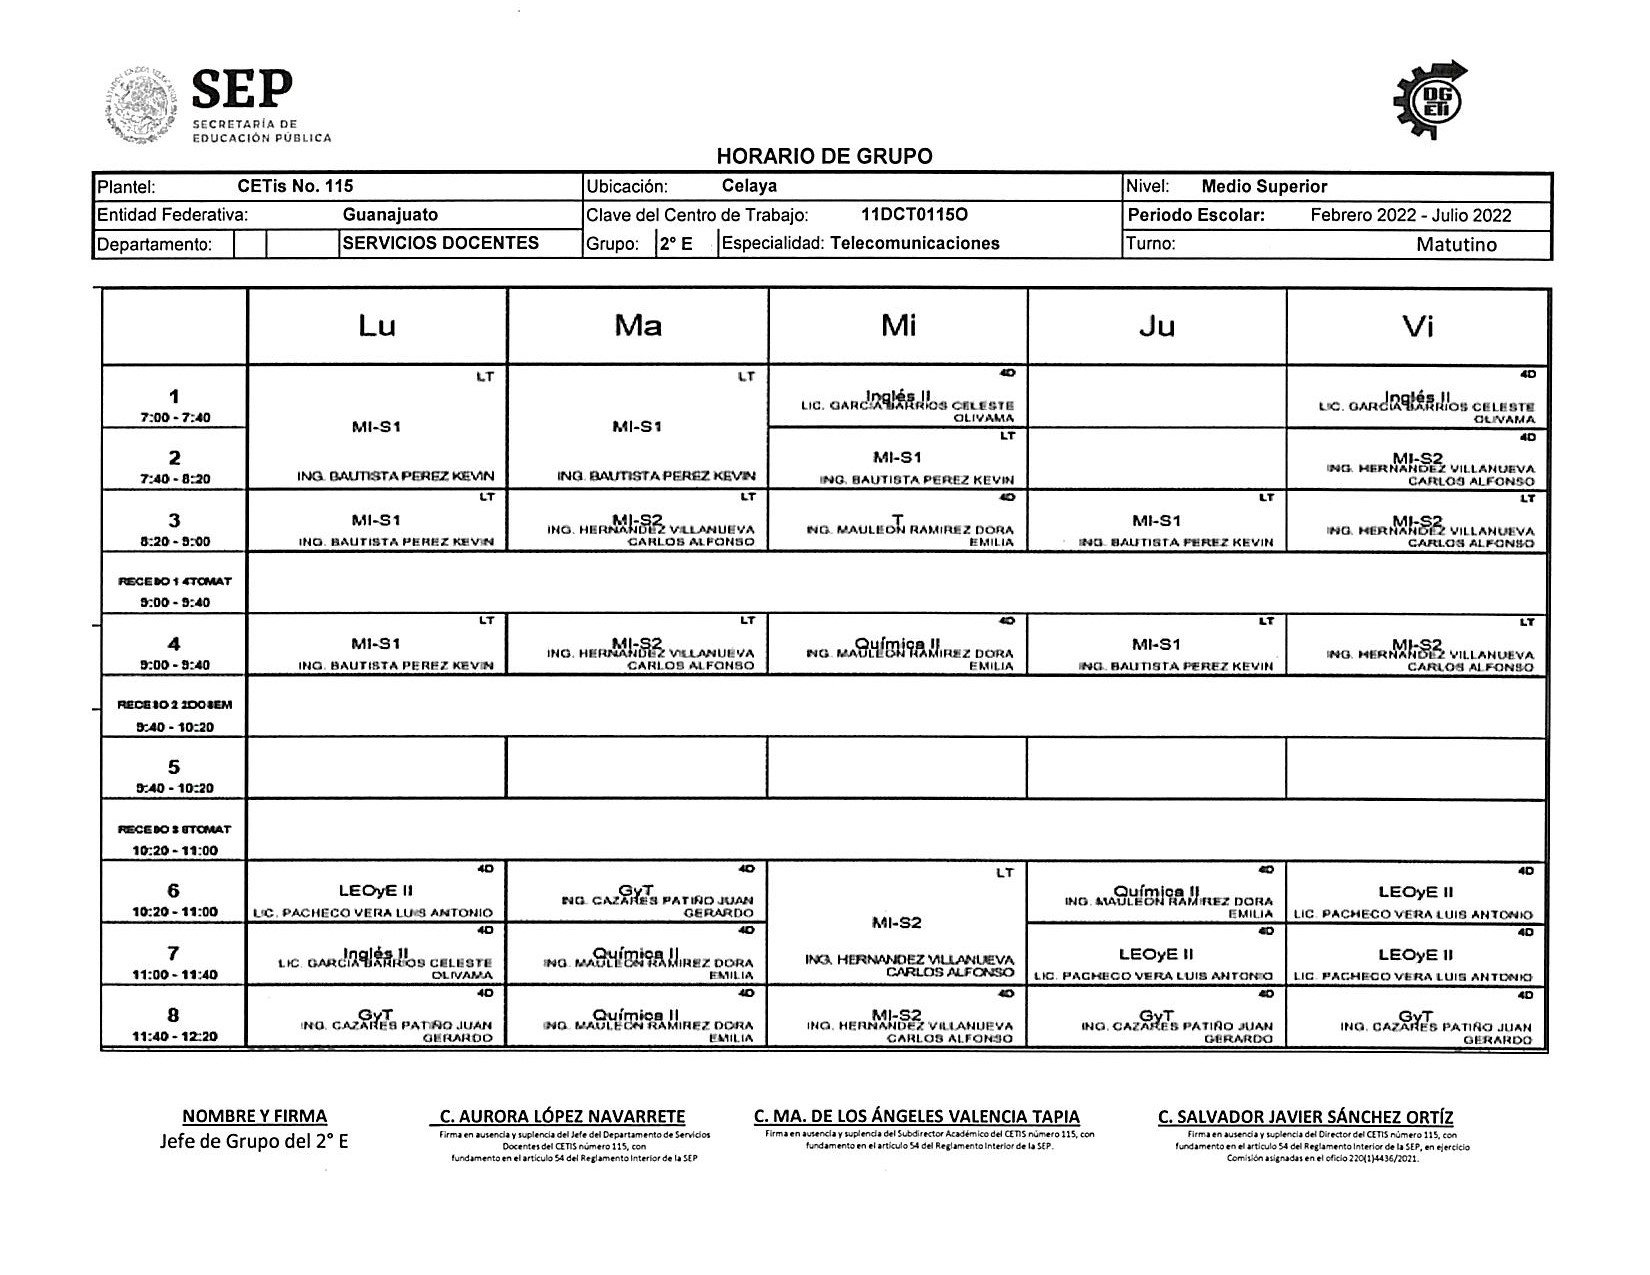 SEP
SECRETARÍA DE
EDUCACIÓN PÚBLICA
DG
ETI
HORARIO DE GRUPO
Plantel: CETis No. 115 Ubicación: Celaya Nivel: Medio Superior
Entidad Federativa: Guanajuato Clave del Centro de Trabajo: 11DCT0115O Periodo Escolar: Febrero 2022 - Julio 2022
Departamento: SERVICIOS DOCENTES Grupo: 2° E Especialidad: Telecomunicaciones Turno: Matutino
Lu Ma Mi Ju Vi
1
7:00 - 7:40
LT
MI-S1
ING. BAUTISTA PEREZ KEVIN
LT
MI-S1
ING. BAUTISTA PEREZ KEVIN
4D
Inglés II
LIC. GARCIA BARRIOS CELESTE
OLIVAMA
4D
Inglés II
LIC. GARCIA BARRIOS CELESTE
OLIVAMA
2
7:40 - 8:20
LT
MI-S1
ING. BAUTISTA PEREZ KEVIN
4D
MI-S2
ING. HERNANDEZ VILLANUEVA
CARLOS ALFONSO
3
8:20 - 9:00
LT
MI-S1
ING. BAUTISTA PEREZ KEVIN
LT
MI-S2
ING. HERNANDEZ VILLANUEVA
CARLOS ALFONSO
4D
T
ING. MAULEON RAMIREZ DORA
EMILIA
LT
MI-S1
ING. BAUTISTA PEREZ KEVIN
LT
MI-S2
ING. HERNANDEZ VILLANUEVA
CARLOS ALFONSO
RECESO 1 4TOMAT
9:00 - 9:40
4
9:00 - 9:40
LT
MI-S1
ING. BAUTISTA PEREZ KEVIN
LT
MI-S2
ING. HERNANDEZ VILLANUEVA
CARLOS ALFONSO
4D
Química II
ING. MAULEON RAMIREZ DORA
EMILIA
LT
MI-S1
ING. BAUTISTA PEREZ KEVIN
LT
MI-S2
ING. HERNANDEZ VILLANUEVA
CARLOS ALFONSO
RECESO 2 2DOSEM
9:40 - 10:20
5
9:40 - 10:20
RECESO 3 6TOMAT
10:20 - 11:00
6
10:20 - 11:00
4D
LEOyE II
LIC. PACHECO VERA LUIS ANTONIO
4D
GyT
ING. CAZARES PATIÑO JUAN
GERARDO
LT
MI-S2
ING. HERNANDEZ VILLANUEVA
CARLOS ALFONSO
4D
Química II
ING. MAULEON RAMIREZ DORA
EMILIA
4D
LEOyE II
LIC. PACHECO VERA LUIS ANTONIO
7
11:00 - 11:40
4D
Inglés II
LIC. GARCIA BARRIOS CELESTE
OLIVAMA
4D
Química II
ING. MAULEON RAMIREZ DORA
EMILIA
4D
LEOyE II
LIC. PACHECO VERA LUIS ANTONIO
4D
LEOyE II
LIC. PACHECO VERA LUIS ANTONIO
8
11:40 - 12:20
4D
GyT
ING. CAZARES PATIÑO JUAN
GERARDO
4D
Química II
ING. MAULEON RAMIREZ DORA
EMILIA
4D
MI-S2
ING. HERNANDEZ VILLANUEVA
CARLOS ALFONSO
4D
GyT
ING. CAZARES PATIÑO JUAN
GERARDO
4D
GyT
ING. CAZARES PATIÑO JUAN
GERARDO
NOMBRE Y FIRMA
Jefe de Grupo del 2° E
C. AURORA LÓPEZ NAVARRETE
Firma en ausencia y suplencia del Jefe del Departamento de Servicios
Docentes del CETIS número 115, con
fundamento en el artículo 54 del Reglamento Interior de la SEP
C. MA. DE LOS ÁNGELES VALENCIA TAPIA
Firma en ausencia y suplencia del Subdirector Académico del CETIS número 115, con
fundamento en el artículo 54 del Reglamento Interior de la SEP.
C. SALVADOR JAVIER SÁNCHEZ ORTÍZ
Firma en ausencia y suplencia del Director del CETIS número 115, con
fundamento en el artículo 54 del Reglamento Interior de la SEP, en ejercicio
Comisión asignadas en el oficio 220(1)4436/2021.